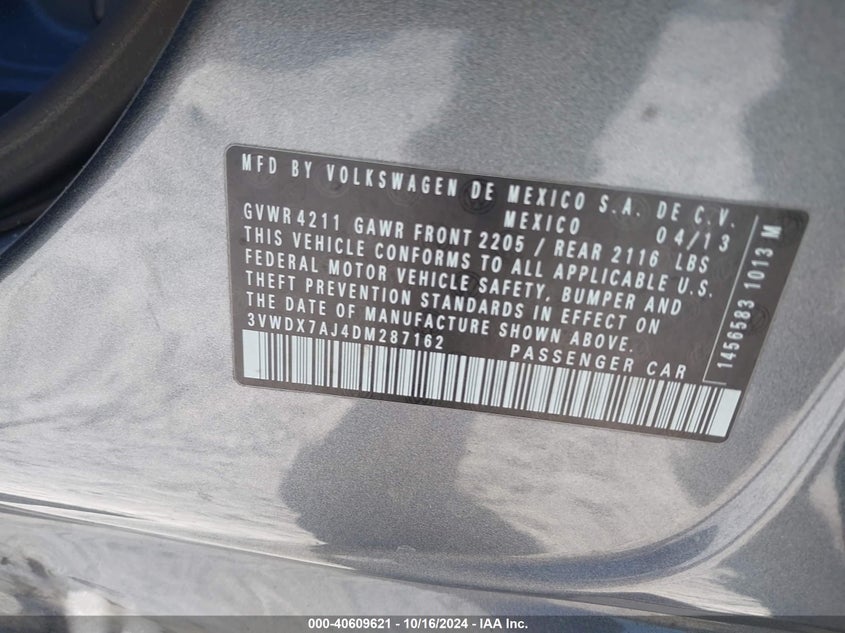 MFD BY VOLKSWAGEN DE MEXICO S.A. DE C.V.
MEXICO 04/13
GVWR 4211 GAWR FRONT 2205 / REAR 2116 LBS
THIS VEHICLE CONFORMS TO ALL APPLICABLE U.S.
FEDERAL MOTOR VEHICLE SAFETY, BUMPER AND
THEFT PREVENTION STANDARDS IN EFFECT ON
THE DATE OF MANUFACTURE SHOWN ABOVE.
3VWDX7AJ4DM287162 PASSENGER CAR
1456583 1013 M
000-40609621 - 10/16/2024 - IAA Inc.